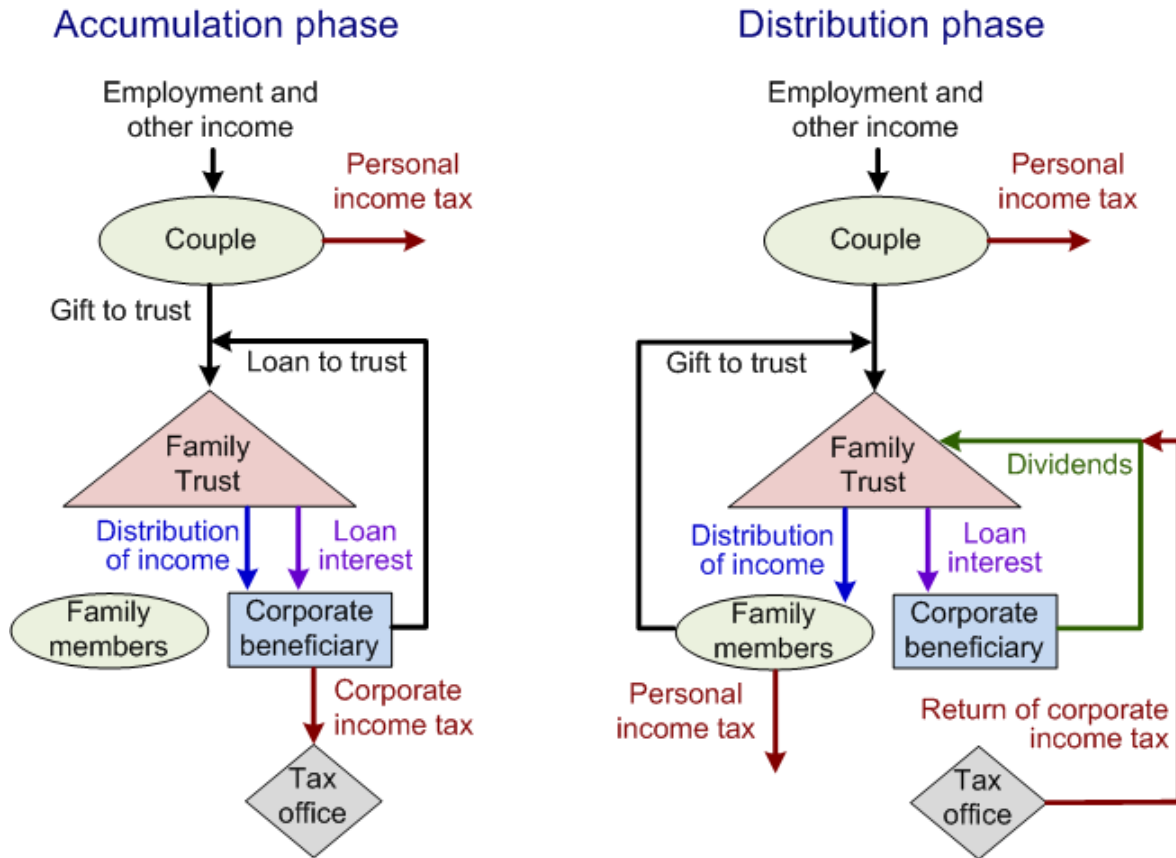 Accumulation phase
Employment and
other income
Personal
income tax
Couple
Gift to trust
Loan to trust
Family
Trust
Distribution
of income
Loan
interest
Family
members
Corporate
beneficiary
Corporate
income tax
Tax
office
Distribution phase
Employment and
other income
Personal
income tax
Couple
Gift to trust
Family
Trust
Dividends
Distribution
of income
Loan
interest
Family
members
Corporate
beneficiary
Personal
income tax
Return of corporate
income tax
Tax
office